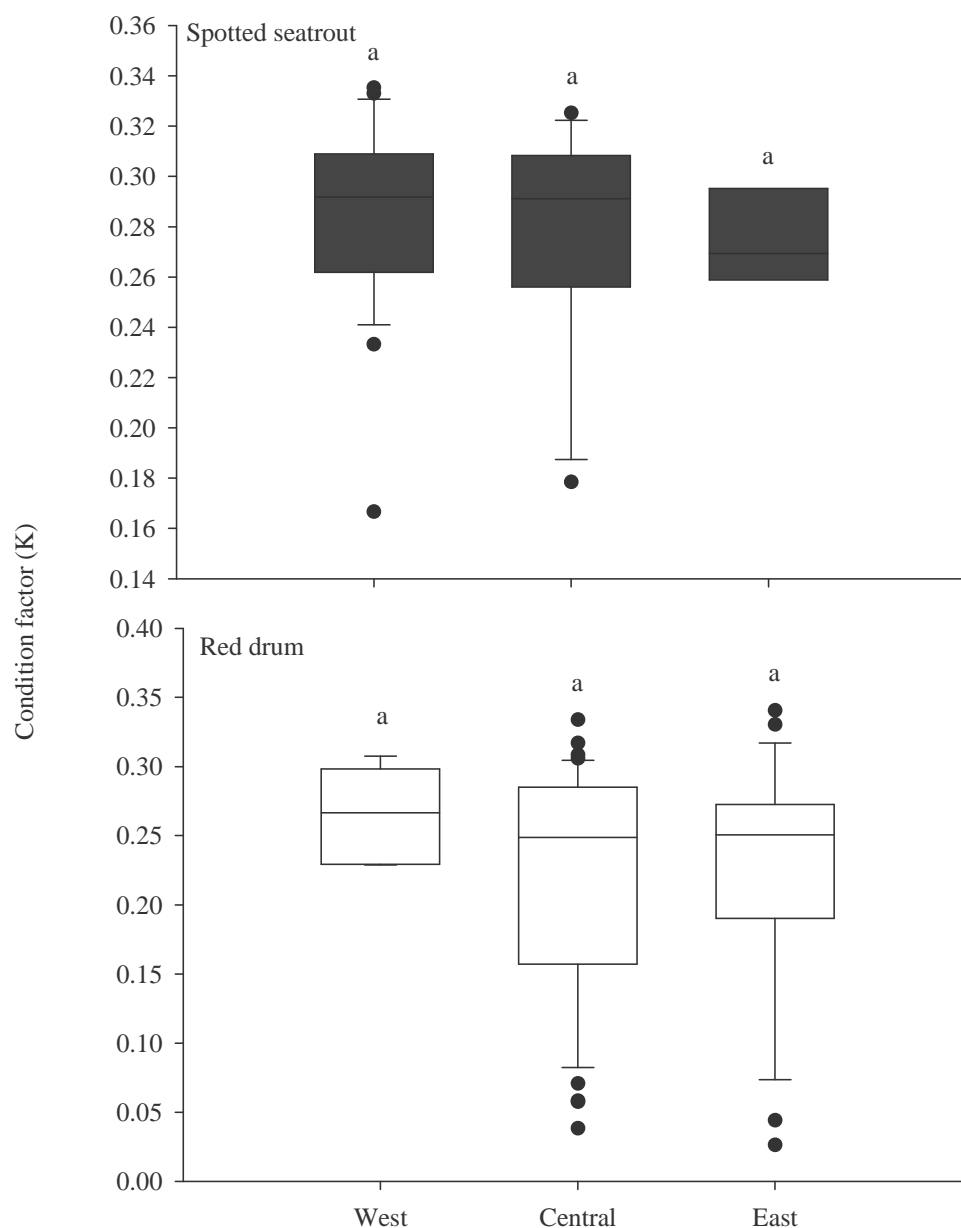 Condition factor (K)
Spotted seatrout
0.36
0.34
0.32
0.30
0.28
0.26
0.24
0.22
0.20
0.18
0.16
0.14
a
a
a
Red drum
0.40
0.35
0.30
0.25
0.20
0.15
0.10
0.05
0.00
a
a
a
West Central East